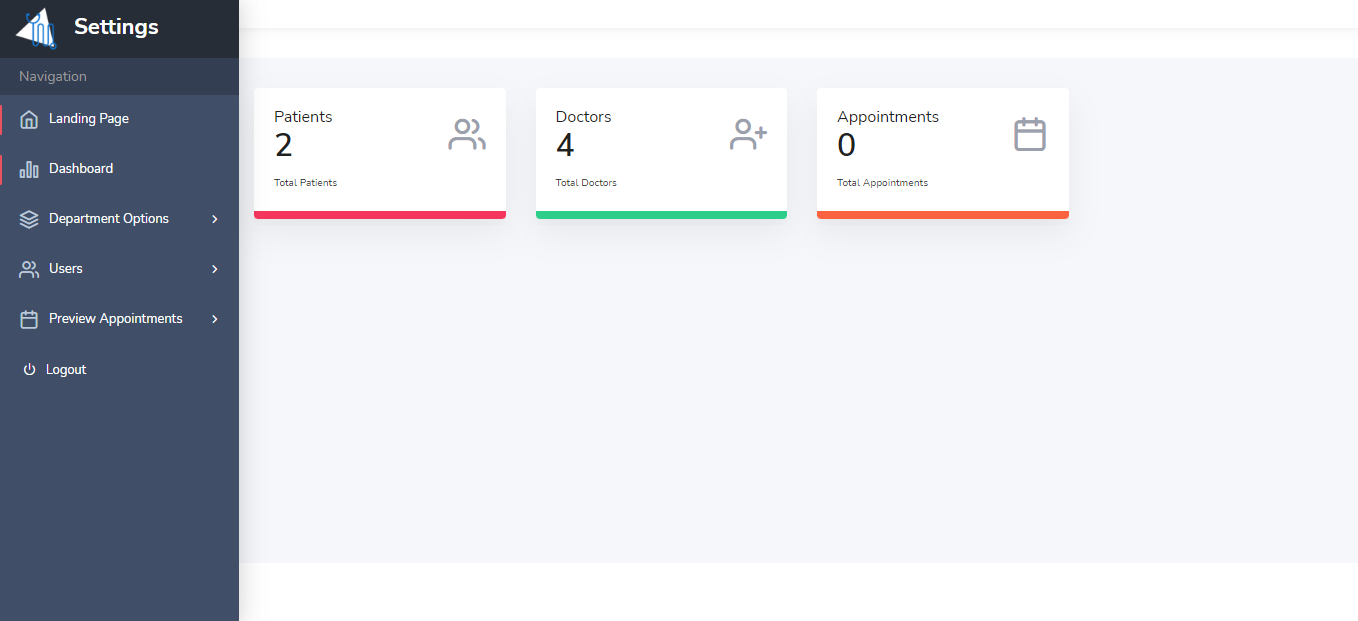 Settings
Navigation
Landing Page
Dashboard
Department Options
Users
Preview Appointments
Logout
Patients
2
Total Patients
Doctors
4
Total Doctors
Appointments
0
Total Appointments